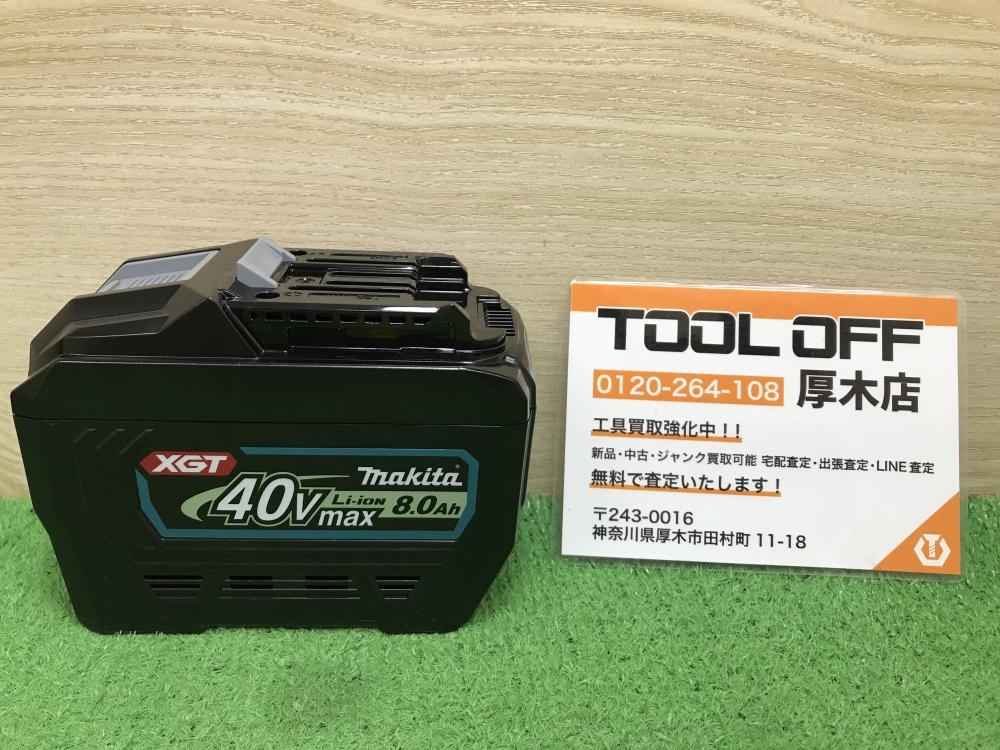 XGT
makita
40Vmax
Li-ion 8.0Ah
TOOL OFF
0120-264-108 厚木店
工具買取強化中！！
新品・中古・ジャンク買取可能 宅配査定・出張査定・LINE査定
無料で査定いたします！
〒243-0016
神奈川県厚木市田村町 11-18